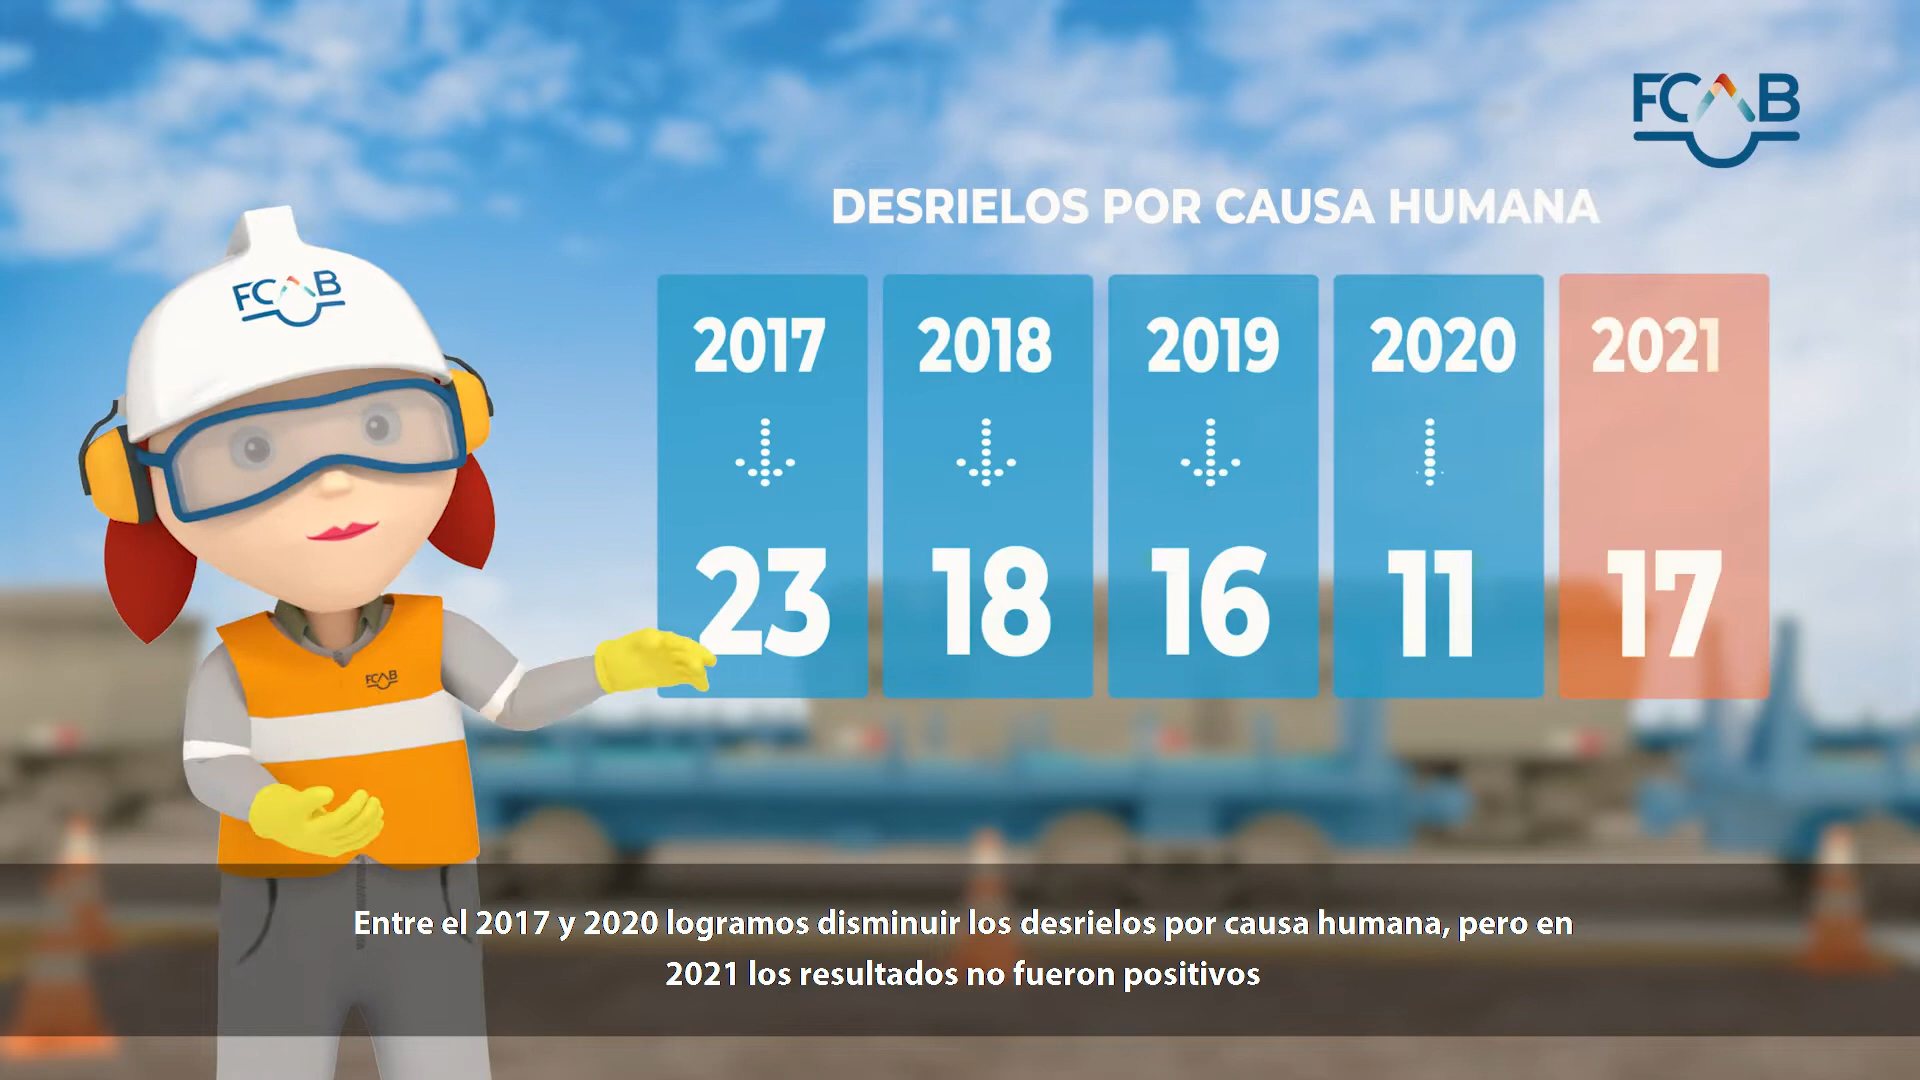 FCAB
DESRIELOS POR CAUSA HUMANA
2017 2018 2019 2020 2021
23 18 16 11 17
FCAB
FCAB
Entre el 2017 y 2020 logramos disminuir los desrielos por causa humana, pero en
2021 los resultados no fueron positivos